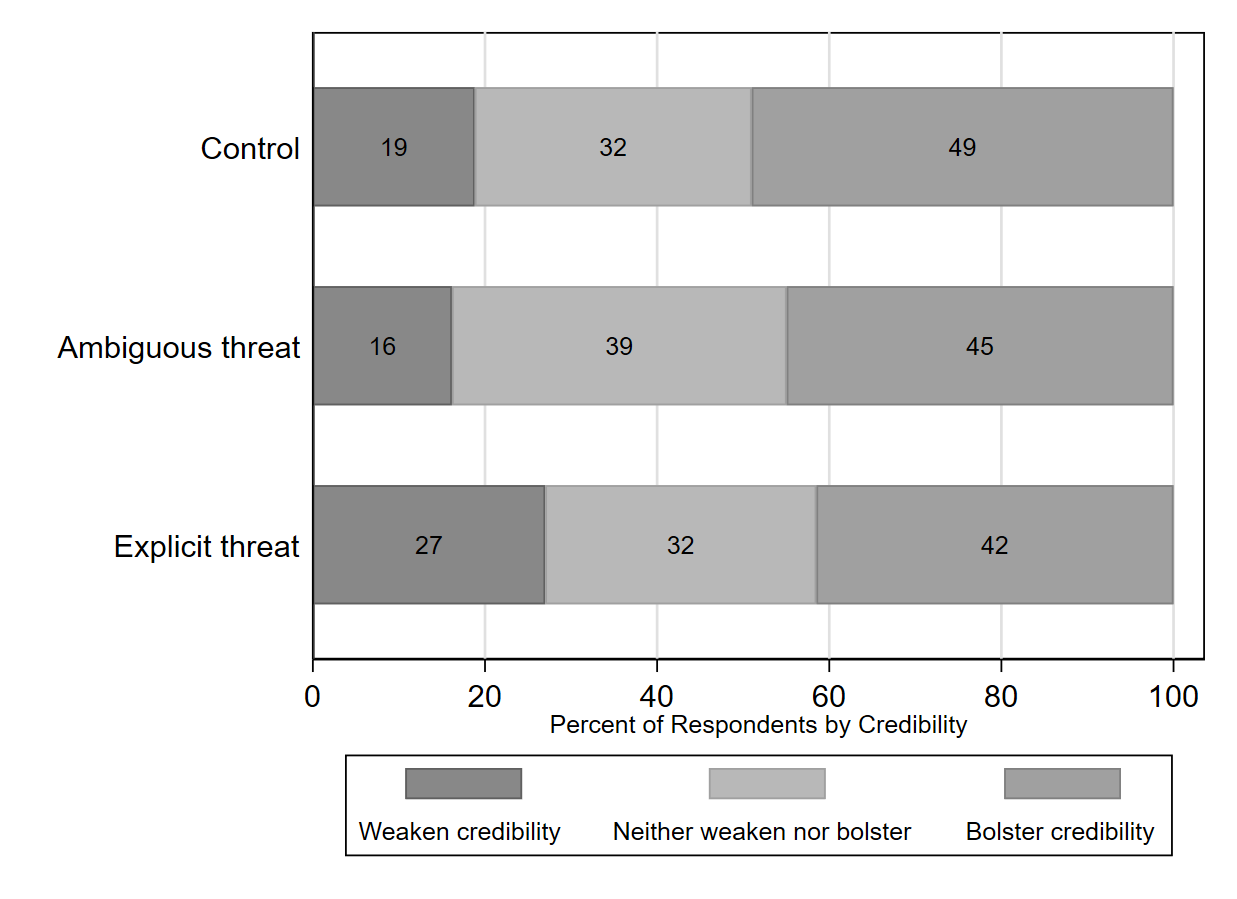 Control
19 32 49
Ambiguous threat
16 39 45
Explicit threat
27 32 42
0 20 40 60 80 100
Percent of Respondents by Credibility
Weaken credibility Neither weaken nor bolster Bolster credibility